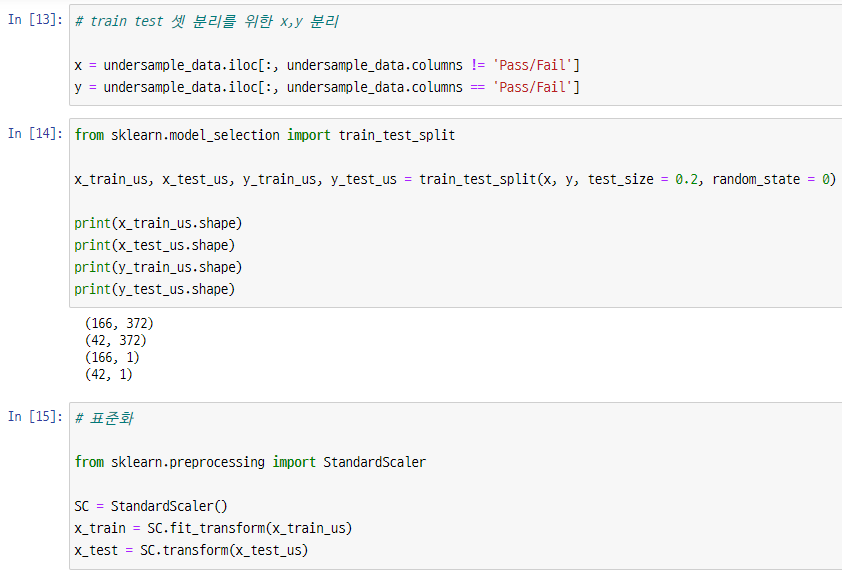 In [13]: # train test 셋 분리를 위한 x,y 분리
x = undersample_data.iloc[:, undersample_data.columns != 'Pass/Fail']
y = undersample_data.iloc[:, undersample_data.columns == 'Pass/Fail']
In [14]: from sklearn.model_selection import train_test_split
x_train_us, x_test_us, y_train_us, y_test_us = train_test_split(x, y, test_size = 0.2, random_state = 0)
print(x_train_us.shape)
print(x_test_us.shape)
print(y_train_us.shape)
print(y_test_us.shape)
(166, 372)
(42, 372)
(166, 1)
(42, 1)
In [15]: # 표준화
from sklearn.preprocessing import StandardScaler
SC = StandardScaler()
x_train = SC.fit_transform(x_train_us)
x_test = SC.transform(x_test_us)